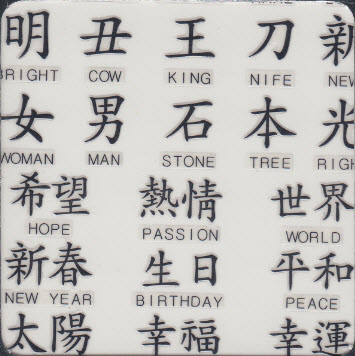 明 丑 王 刀 新
BRIGHT COW KING NIFE NEW
女 男 石 本 光
WOMAN MAN STONE TREE RIGH
希望 熱情 世界
HOPE PASSION WORLD
新春 生日 平和
NEW YEAR BIRTHDAY PEACE
太陽 幸福 幸運